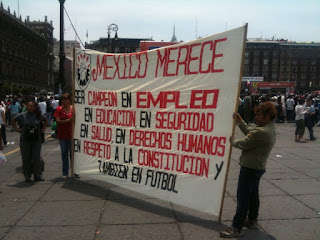 MEXICO MERECE
SER CAMPEON EN EMPLEO
EN EDUCACION EN SEGURIDAD
EN SALUD, EN DERECHOS HUMANOS
EN RESPETO A LA CONSTITUCION Y
TAMBIEN EN FUTBOL